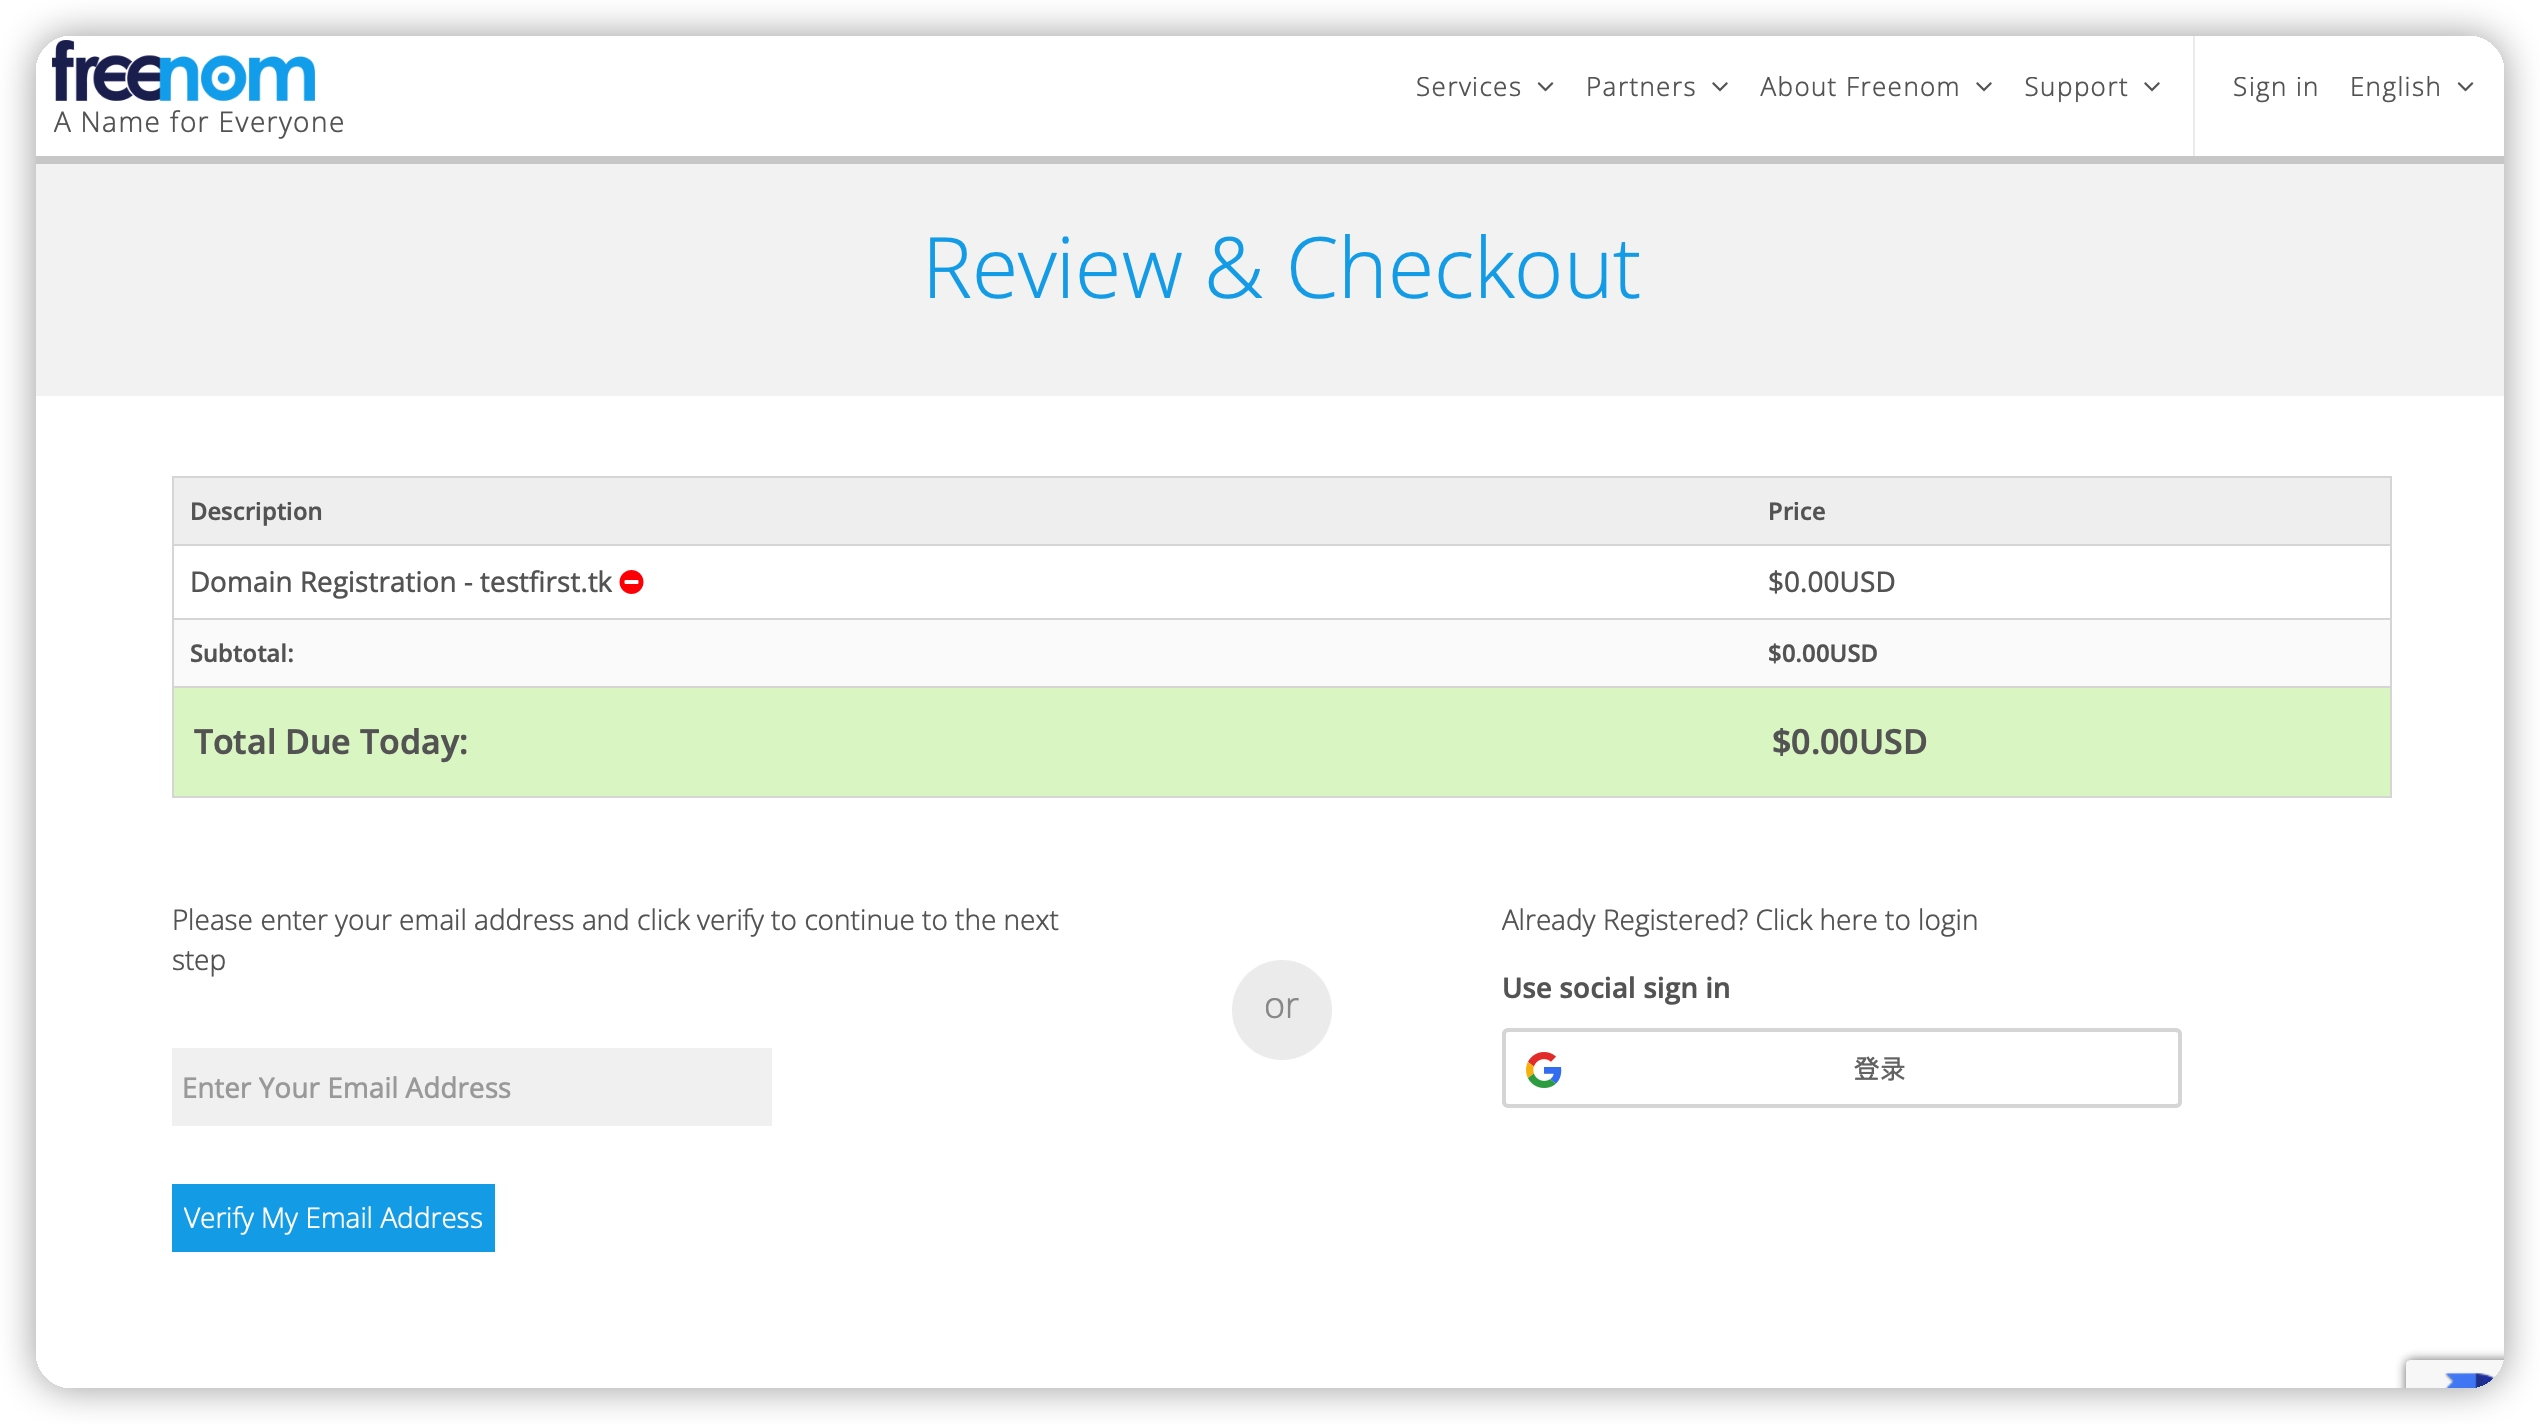 freenom
A Name for Everyone
Services
Partners
About Freenom
Support
Sign in
English
Review & Checkout
Description
Price
Domain Registration - testfirst.tk
$0.00USD
Subtotal:
$0.00USD
Total Due Today:
$0.00USD
Please enter your email address and click verify to continue to the next
step
Enter Your Email Address
Verify My Email Address
or
Already Registered? Click here to login
Use social sign in
登录